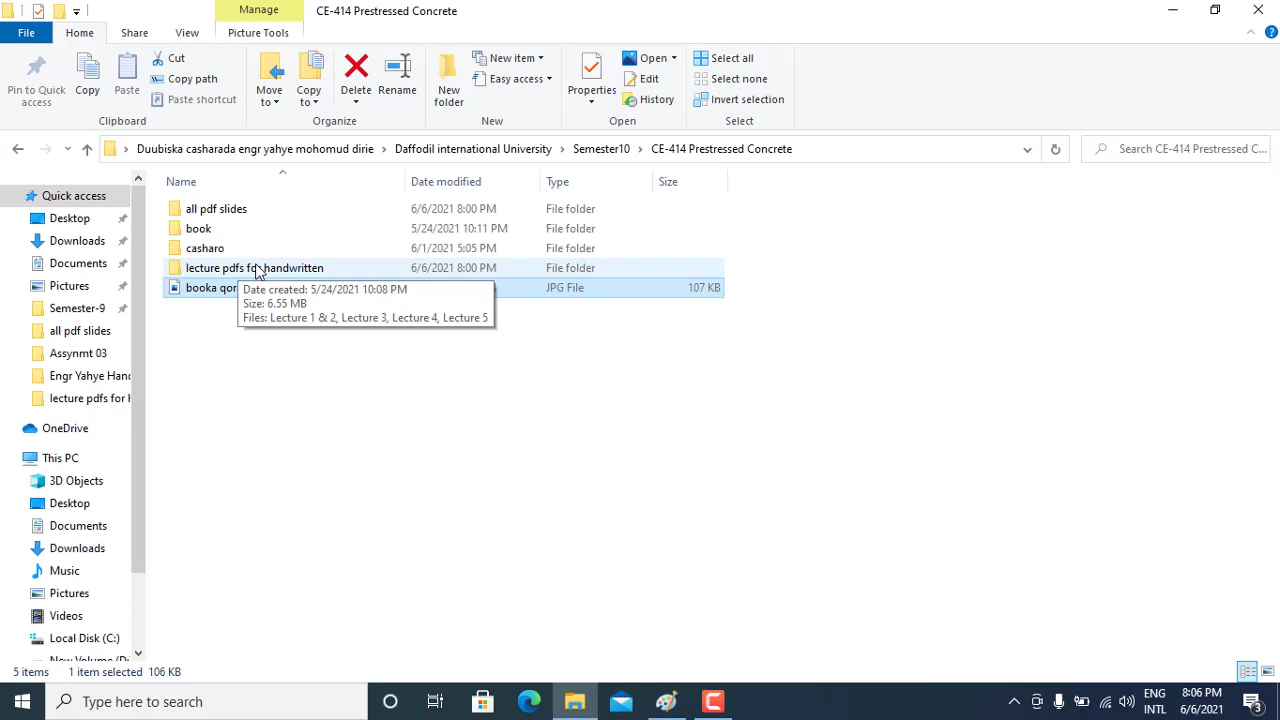 Manage
CE-414 Prestressed Concrete
File
Home
Share
View
Picture Tools
Pin to Quick access
Copy
Paste
Cut
Copy path
Paste shortcut
Clipboard
Move to
Copy to
Delete
Rename
Organize
New folder
New item
Easy access
New
Properties
Open
Edit
History
Open
Select all
Select none
Invert selection
Select
Duubiska casharada engr yahye mohomud dirie
Daffodil international University
Semester10
CE-414 Prestressed Concrete
Search CE-414 Prestressed C...
Name
Date modified
Type
Size
all pdf slides 6/6/2021 8:00 PM File folder
book 5/24/2021 10:11 PM File folder
casharo 6/1/2021 5:05 PM File folder
lecture pdfs for handwritten 6/6/2021 8:00 PM File folder
booka qor JPG File 107 KB
Date created: 5/24/2021 10:08 PM
Size: 6.55 MB
Files: Lecture 1 & 2, Lecture 3, Lecture 4, Lecture 5
Quick access
Desktop
Downloads
Documents
Pictures
Semester-9
all pdf slides
Assynmt 03
Engr Yahye Han
lecture pdfs for h
OneDrive
This PC
3D Objects
Desktop
Documents
Downloads
Music
Pictures
Videos
Local Disk (C:)
New Volume (D:
5 items
1 item selected 106 KB
Type here to search
ENG
INTL
8:06 PM
6/6/2021
3